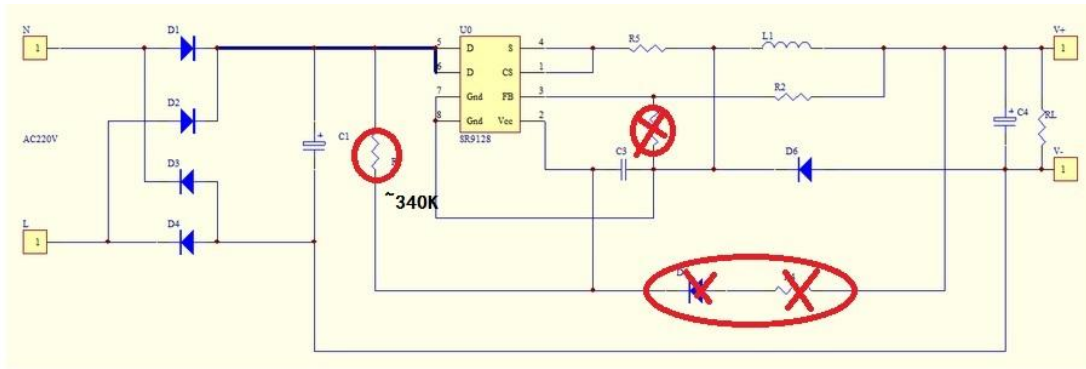 N
1
AC220V
L
1
D1
D2
D3
D4
C1
~340K
U0
5
D
6
D
7
Gnd
8
Gnd
S
4
CS
1
FB
3
Vcc
2
SR9128
R5
L1
R2
C3
D6
C4
RL
V+
1
V-
1